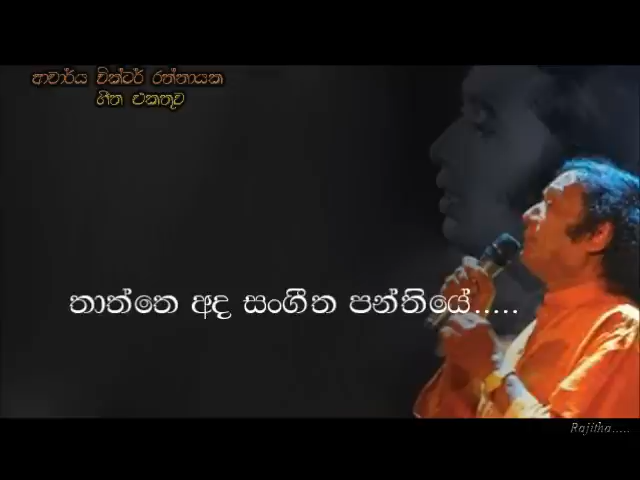 ආචාර්ය වික්ටර් රත්නායක
ගීත එකතුව
තාත්තෙ අද සංගීත පන්තියේ.....
Rajitha.....